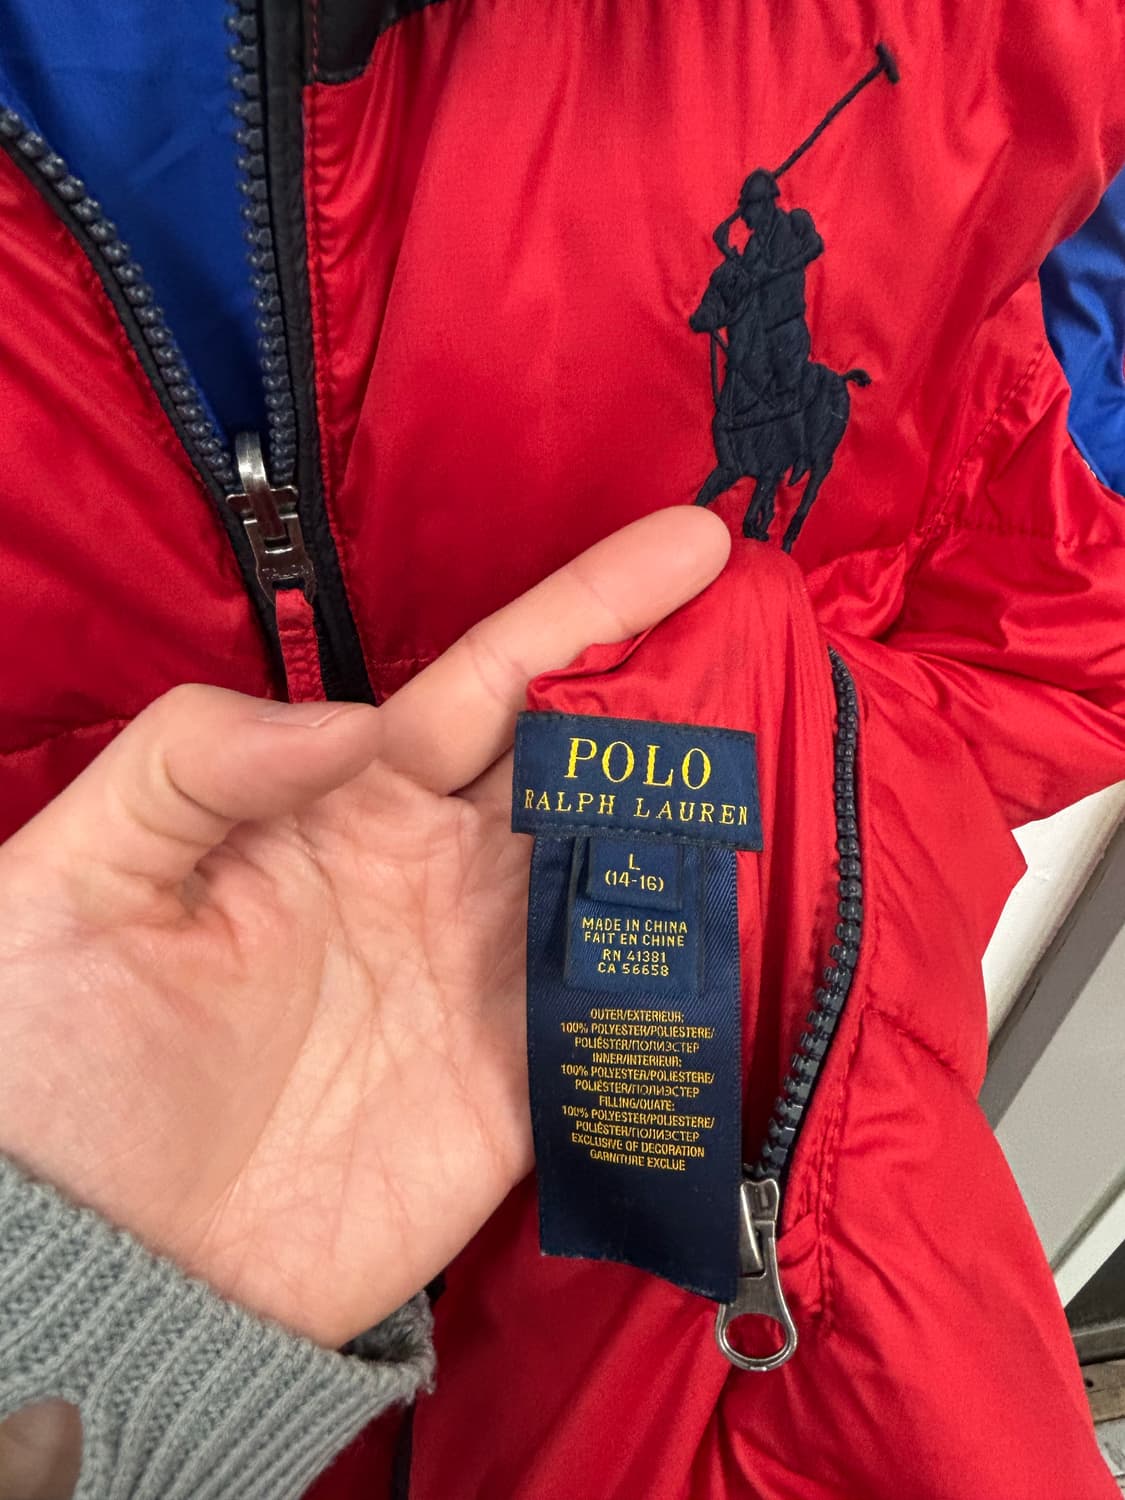 TALON
POLO
RALPH LAUREN
L
(14-16)
MADE IN CHINA
FAIT EN CHINE
RN 41381
CA 56658
OUTER/EXTERIEUR:
100% POLYESTER/POLIESTERE/
POLIÉSTER/ПОЛИЭСТЕР
INNER/INTERIEUR:
100% POLYESTER/POLIESTERE/
POLIÉSTER/ПОЛИЭСТЕР
FILLING/OUATE:
100% POLYESTER/POLIESTERE/
POLIÉSTER/ПОЛИЭСТЕР
EXCLUSIVE OF DECORATION
GARNITURE EXCLUE